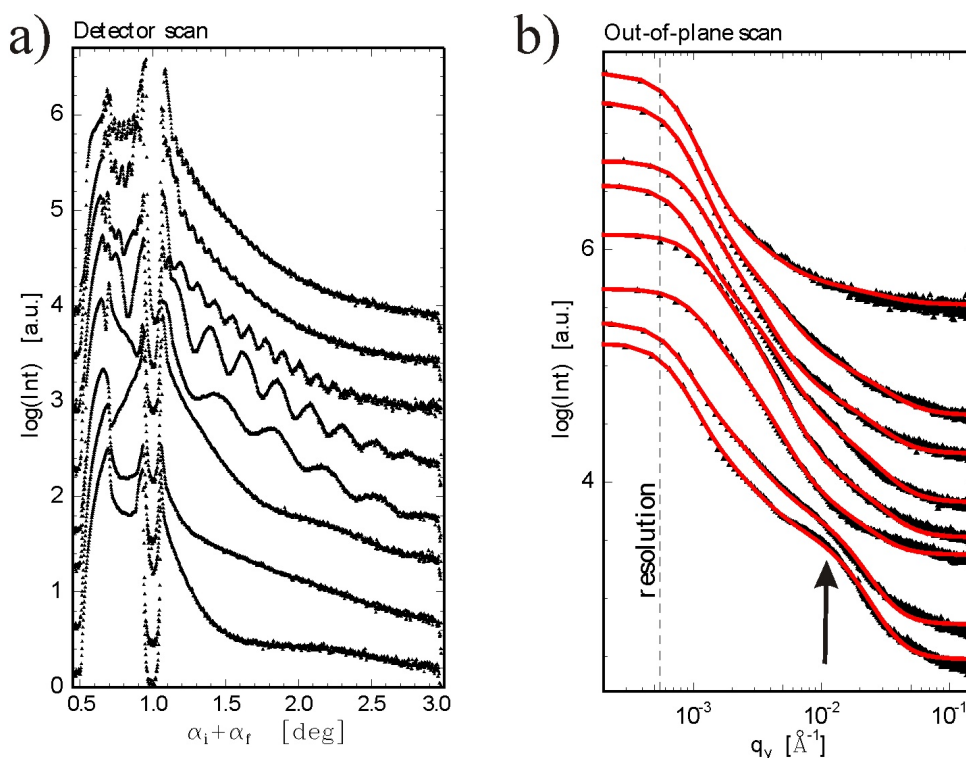 a)
Detector scan
log(Int) [a.u.]
6
5
4
3
2
1
0
0.5
1.0
1.5
2.0
2.5
3.0
αi+αf [deg]
b)
Out-of-plane scan
log(Int) [a.u.]
6
4
resolution
10⁻³
10⁻²
10⁻¹
qy [Å⁻¹]